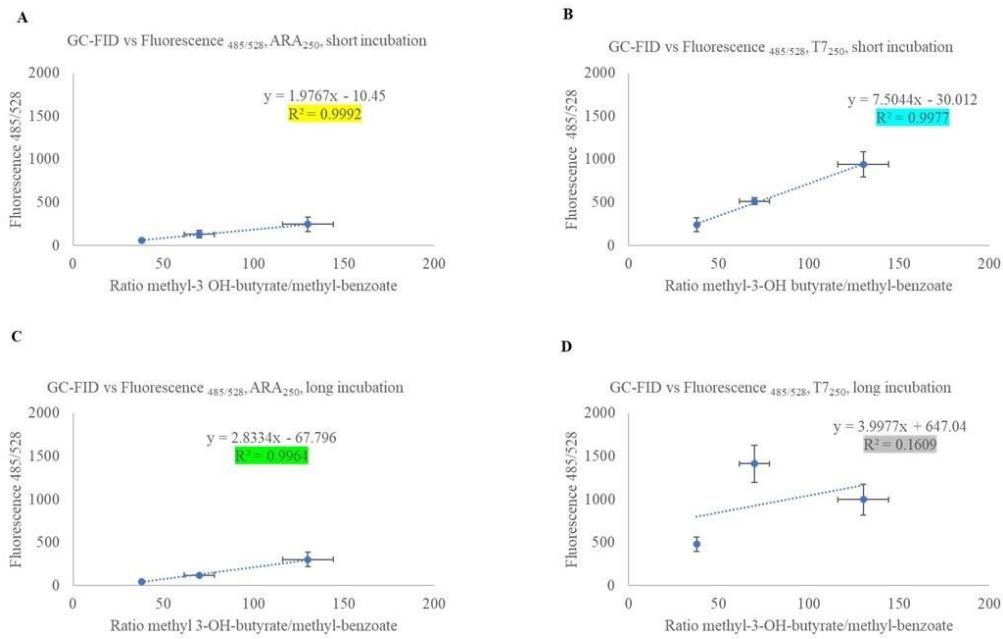 A
GC-FID vs Fluorescence 485/528, ARA250, short incubation
2000
1500
1000
500
0
Fluorescence 485/528
y = 1.9767x - 10.45
R² = 0.9992
0 50 100 150 200
Ratio methyl-3 OH-butyrate/methyl-benzoate
B
GC-FID vs Fluorescence 485/528, T7250, short incubation
2000
1500
1000
500
0
Fluorescence 485/528
y = 7.5044x - 30.012
R² = 0.9977
0 50 100 150 200
Ratio methyl-3-OH butyrate/methyl-benzoate
C
GC-FID vs Fluorescence 485/528, ARA250, long incubation
2000
1500
1000
500
0
Fluorescence 485/528
y = 2.8334x - 67.796
R² = 0.9964
0 50 100 150 200
Ratio methyl 3-OH-butyrate/methyl-benzoate
D
GC-FID vs Fluorescence 485/528, T7250, long incubation
2000
1500
1000
500
0
Fluorescence 485/528
y = 3.9977x + 647.04
R² = 0.1609
0 50 100 150 200
Ratio methyl-3-OH-butyrate/methyl-benzoate